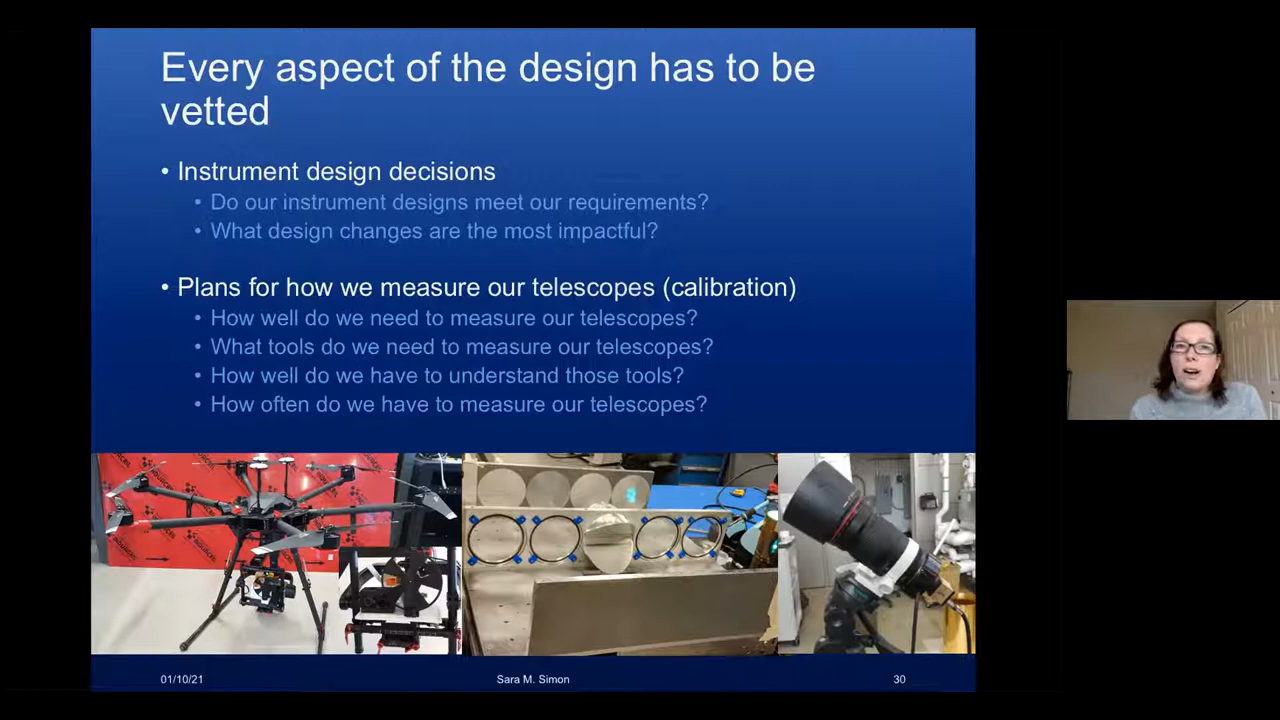 Every aspect of the design has to be
vetted
• Instrument design decisions
• Do our instrument designs meet our requirements?
• What design changes are the most impactful?
• Plans for how we measure our telescopes (calibration)
• How well do we need to measure our telescopes?
• What tools do we need to measure our telescopes?
• How well do we have to understand those tools?
• How often do we have to measure our telescopes?
01/10/21
Sara M. Simon
30